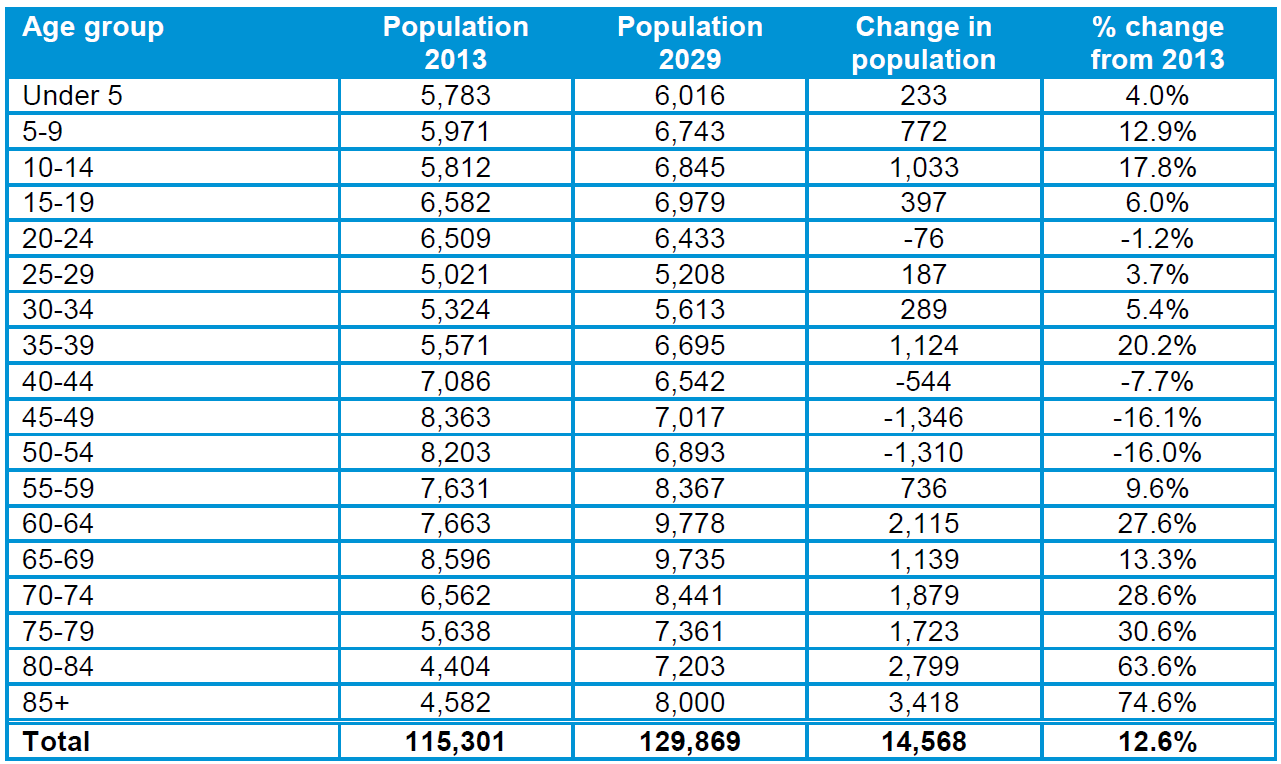 Age group Population 2013 Population 2029 Change in population % change from 2013
Under 5 5,783 6,016 233 4.0%
5-9 5,971 6,743 772 12.9%
10-14 5,812 6,845 1,033 17.8%
15-19 6,582 6,979 397 6.0%
20-24 6,509 6,433 -76 -1.2%
25-29 5,021 5,208 187 3.7%
30-34 5,324 5,613 289 5.4%
35-39 5,571 6,695 1,124 20.2%
40-44 7,086 6,542 -544 -7.7%
45-49 8,363 7,017 -1,346 -16.1%
50-54 8,203 6,893 -1,310 -16.0%
55-59 7,631 8,367 736 9.6%
60-64 7,663 9,778 2,115 27.6%
65-69 8,596 9,735 1,139 13.3%
70-74 6,562 8,441 1,879 28.6%
75-79 5,638 7,361 1,723 30.6%
80-84 4,404 7,203 2,799 63.6%
85+ 4,582 8,000 3,418 74.6%
Total 115,301 129,869 14,568 12.6%